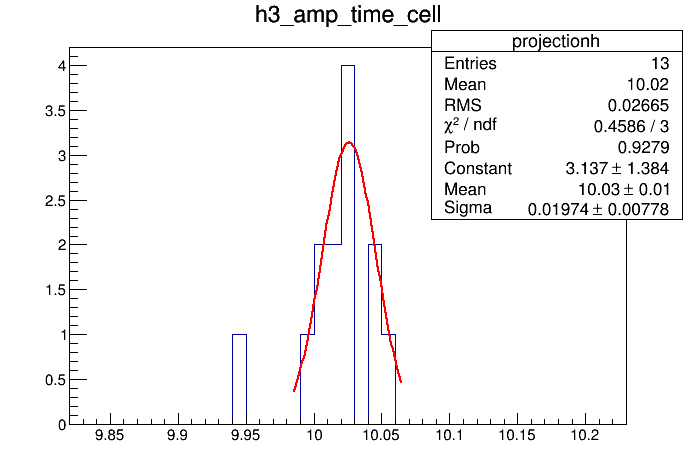 h3_amp_time_cell
projectionh
Entries 13
Mean 10.02
RMS 0.02665
χ² / ndf 0.4586 / 3
Prob 0.9279
Constant 3.137 ± 1.384
Mean 10.03 ± 0.01
Sigma 0.01974 ± 0.00778
4
3.5
3
2.5
2
1.5
1
0.5
0
9.85 9.9 9.95 10 10.05 10.1 10.15 10.2